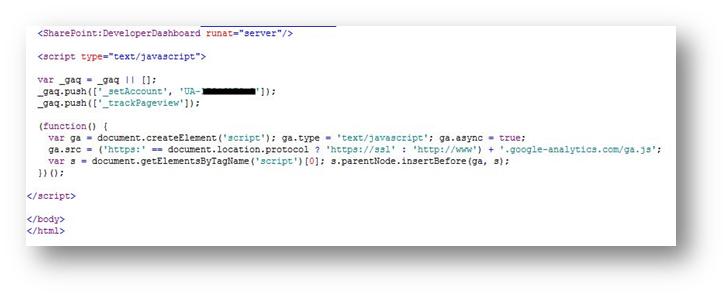 <SharePoint:DeveloperDashboard runat="server"/>
<script type="text/javascript">
var _gaq = _gaq || [];
_gaq.push(['_setAccount', 'UA-']);
_gaq.push(['_trackPageview']);
(function() {
var ga = document.createElement('script'); ga.type = 'text/javascript'; ga.async = true;
ga.src = ('https:' == document.location.protocol ? 'https://ssl' : 'http://www') + '.google-analytics.com/ga.js';
var s = document.getElementsByTagName('script')[0]; s.parentNode.insertBefore(ga, s);
})();
</script>
</body>
</html>